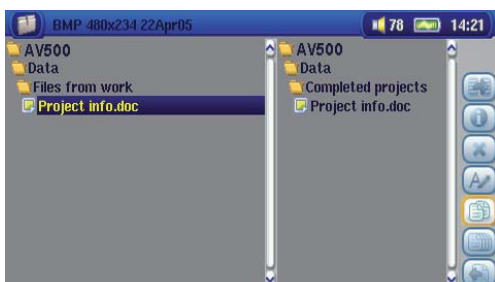 BMP 480x234 22Apr05 78 14:21
AV500
Data
Files from work
Project info.doc
AV500
Data
Completed projects
Project info.doc